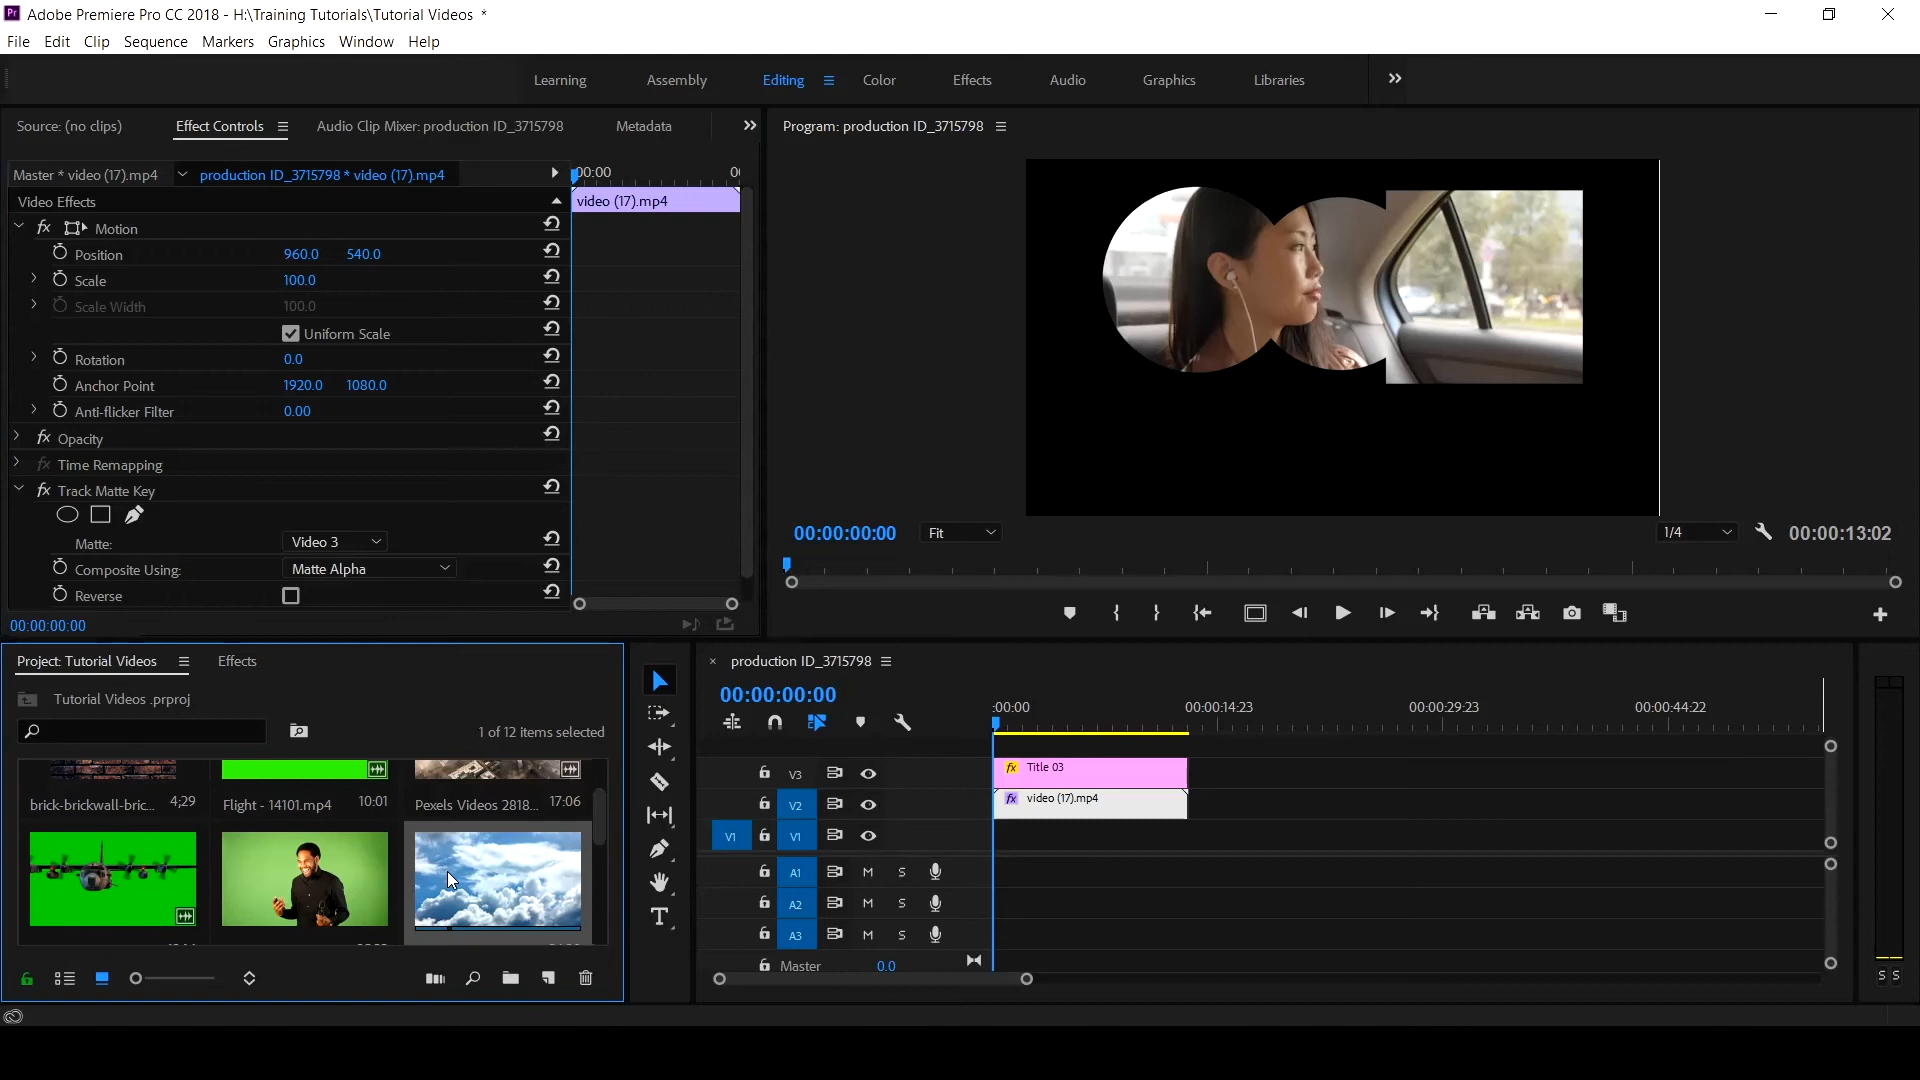 Pr Adobe Premiere Pro CC 2018 - H:\Training Tutorials\Tutorial Videos *
File Edit Clip Sequence Markers Graphics Window Help
Learning Assembly Editing Color Effects Audio Graphics Libraries
Source: (no clips) Effect Controls Audio Clip Mixer: production ID_3715798 Metadata
Master * video (17).mp4 production ID_3715798 * video (17).mp4
:00:00
Video Effects
video (17).mp4
fx Motion
Position 960.0 540.0
Scale 100.0
Scale Width 100.0
Uniform Scale
Rotation 0.0
Anchor Point 1920.0 1080.0
Anti-flicker Filter 0.00
fx Opacity
fx Time Remapping
fx Track Matte Key
Matte: Video 3
Composite Using: Matte Alpha
Reverse
00:00:00:00
Program: production ID_3715798
00:00:00:00 Fit 1/4 00:00:13:02
Project: Tutorial Videos Effects
Tutorial Videos .prproj
1 of 12 items selected
brick-brickwall-bric... 4;29 Flight - 14101.mp4 10:01 Pexels Videos 2818... 17:06
production ID_3715798
00:00:00:00
:00:00 00:00:14:23 00:00:29:23 00:00:44:22
V3 fx Title 03
V2 fx video (17).mp4
V1 V1
A1 M S
A2 M S
A3 M S
Master 0.0
S S